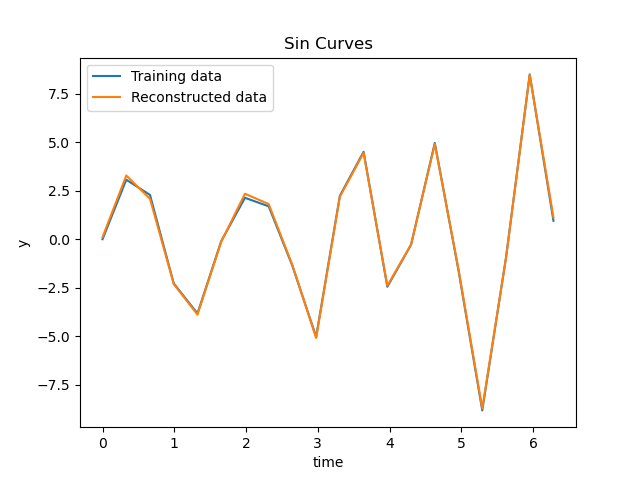 Sin Curves
Training data
Reconstructed data
7.5
5.0
2.5
0.0
−2.5
−5.0
−7.5
y
0 1 2 3 4 5 6
time